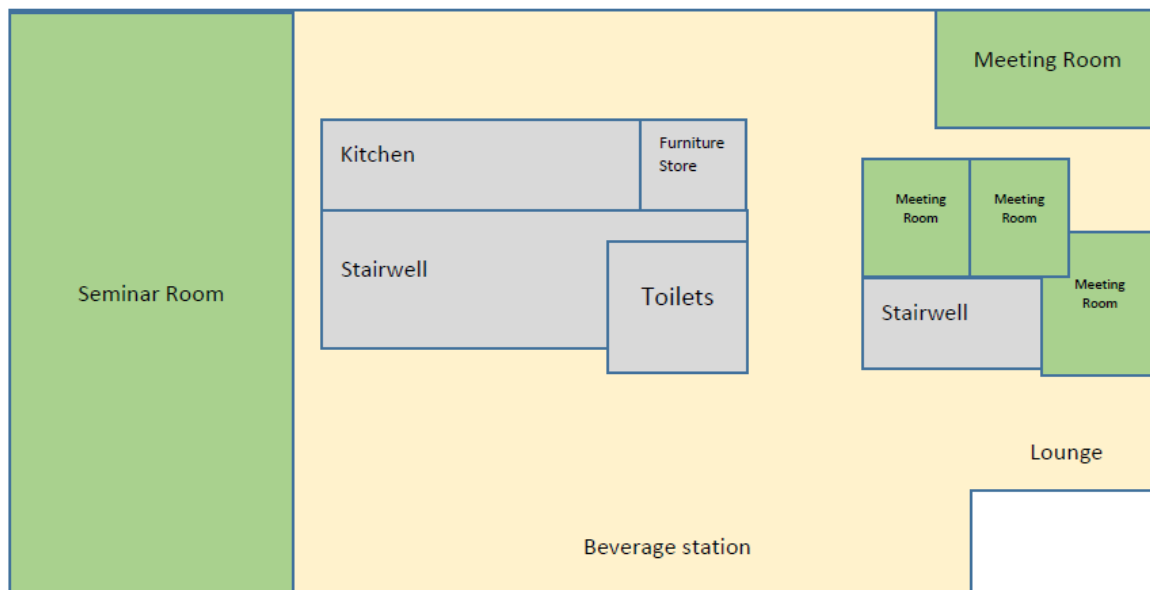 Meeting Room
Kitchen
Furniture
Store
Meeting
Room
Meeting
Room
Stairwell
Seminar Room
Toilets
Meeting
Room
Stairwell
Lounge
Beverage station